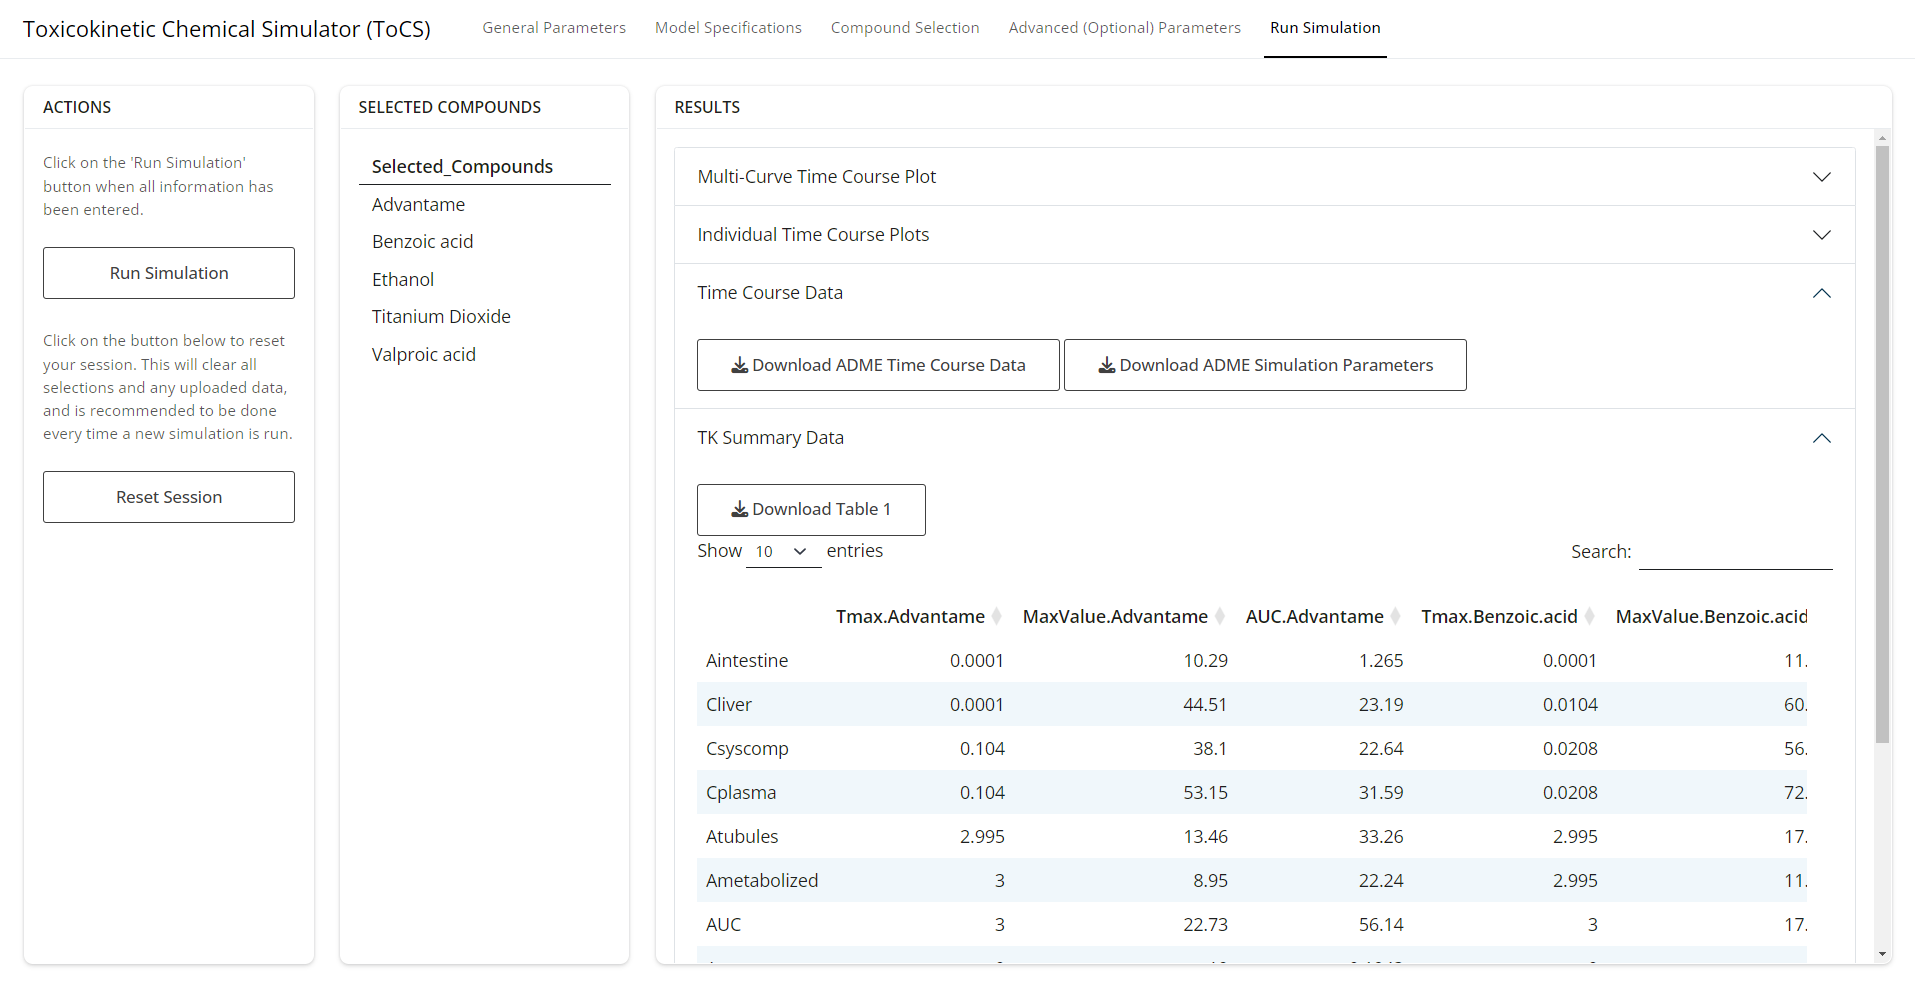 Toxicokinetic Chemical Simulator (ToCS)
General Parameters
Model Specifications
Compound Selection
Advanced (Optional) Parameters
Run Simulation
ACTIONS
Click on the 'Run Simulation'
button when all information has
been entered.
Run Simulation
Click on the button below to reset
your session. This will clear all
selections and any uploaded data,
and is recommended to be done
every time a new simulation is run.
Reset Session
SELECTED COMPOUNDS
Selected_Compounds
Advantame
Benzoic acid
Ethanol
Titanium Dioxide
Valproic acid
RESULTS
Multi-Curve Time Course Plot
Individual Time Course Plots
Time Course Data
Download ADME Time Course Data
Download ADME Simulation Parameters
TK Summary Data
Download Table 1
Show 10 entries
Search:
Tmax.Advantame MaxValue.Advantame AUC.Advantame Tmax.Benzoic.acid MaxValue.Benzoic.acid
Aintestine 0.0001 10.29 1.265 0.0001 11.
Cliver 0.0001 44.51 23.19 0.0104 60.
Csyscomp 0.104 38.1 22.64 0.0208 56.
Cplasma 0.104 53.15 31.59 0.0208 72.
Atubules 2.995 13.46 33.26 2.995 17.
Ametabolized 3 8.95 22.24 2.995 11.
AUC 3 22.73 56.14 3 17.